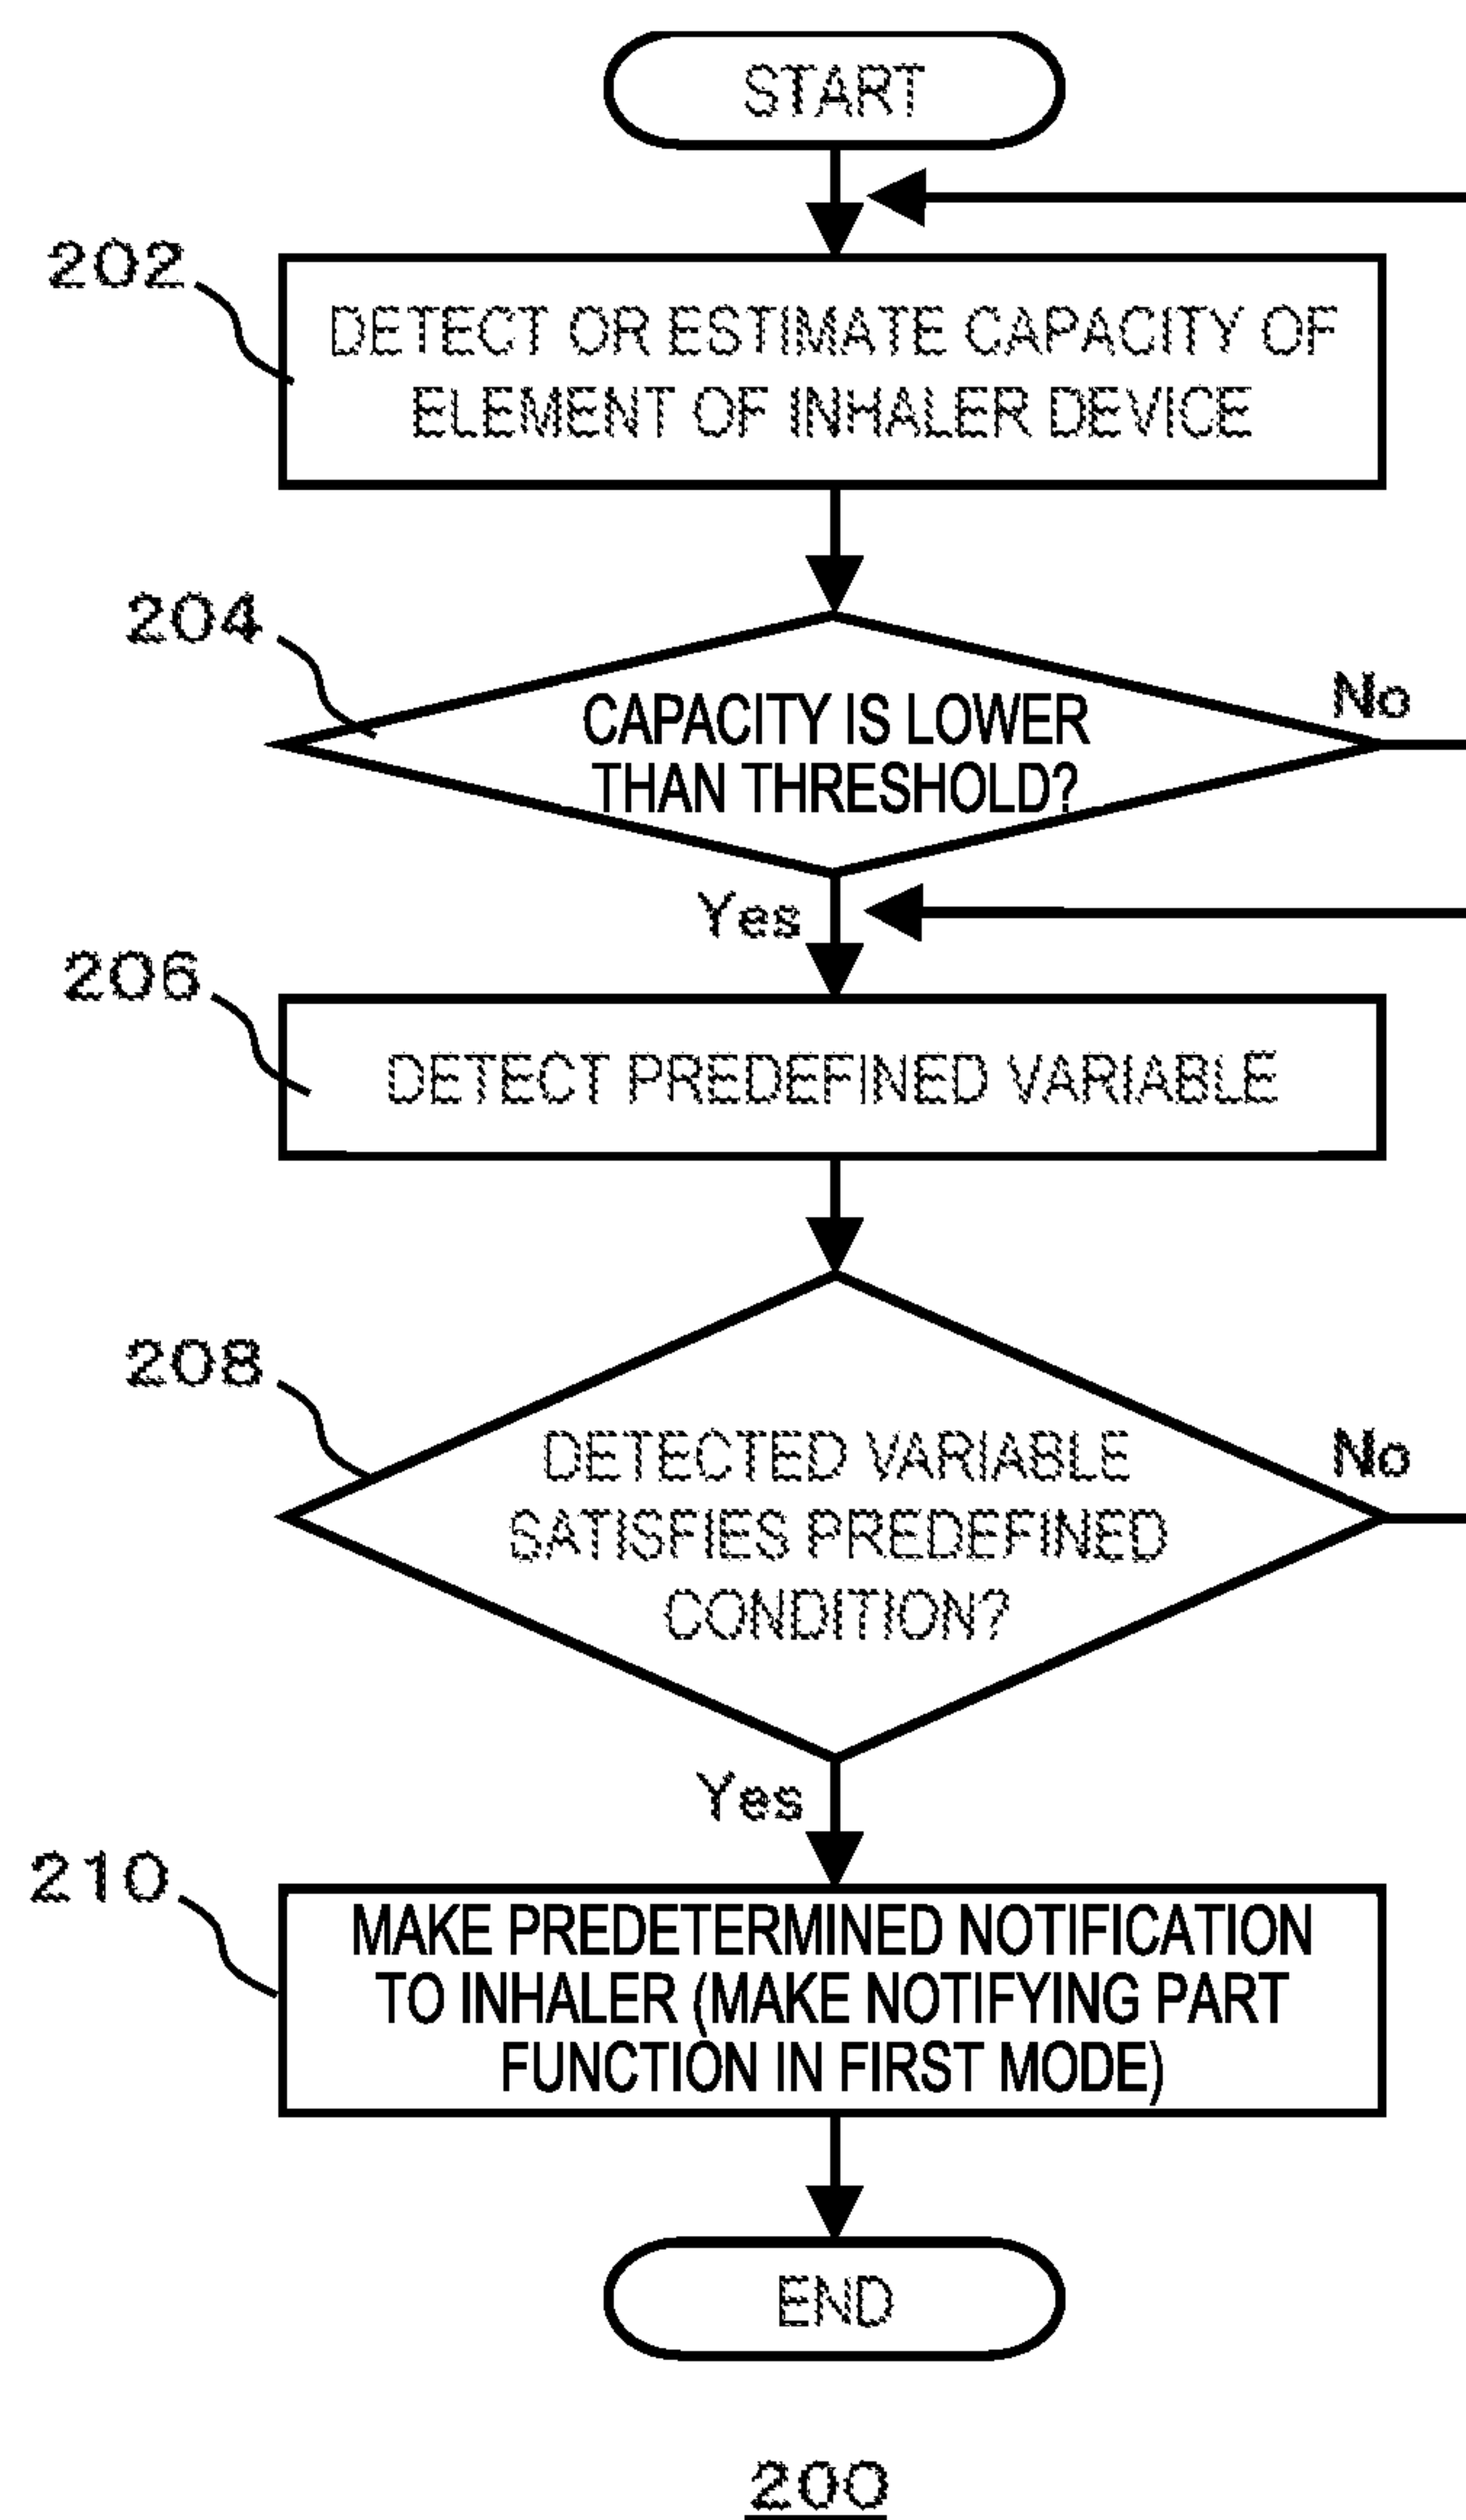 START
202
DETECT OR ESTIMATE CAPACITY OF
ELEMENT OF INHALER DEVICE
204
CAPACITY IS LOWER
THAN THRESHOLD?
No
Yes
206
DETECT PREDEFINED VARIABLE
208
DETECTED VARIABLE
SATISFIES PREDEFINED
CONDITION?
No
Yes
210
MAKE PREDETERMINED NOTIFICATION
TO INHALER (MAKE NOTIFYING PART
FUNCTION IN FIRST MODE)
END
200